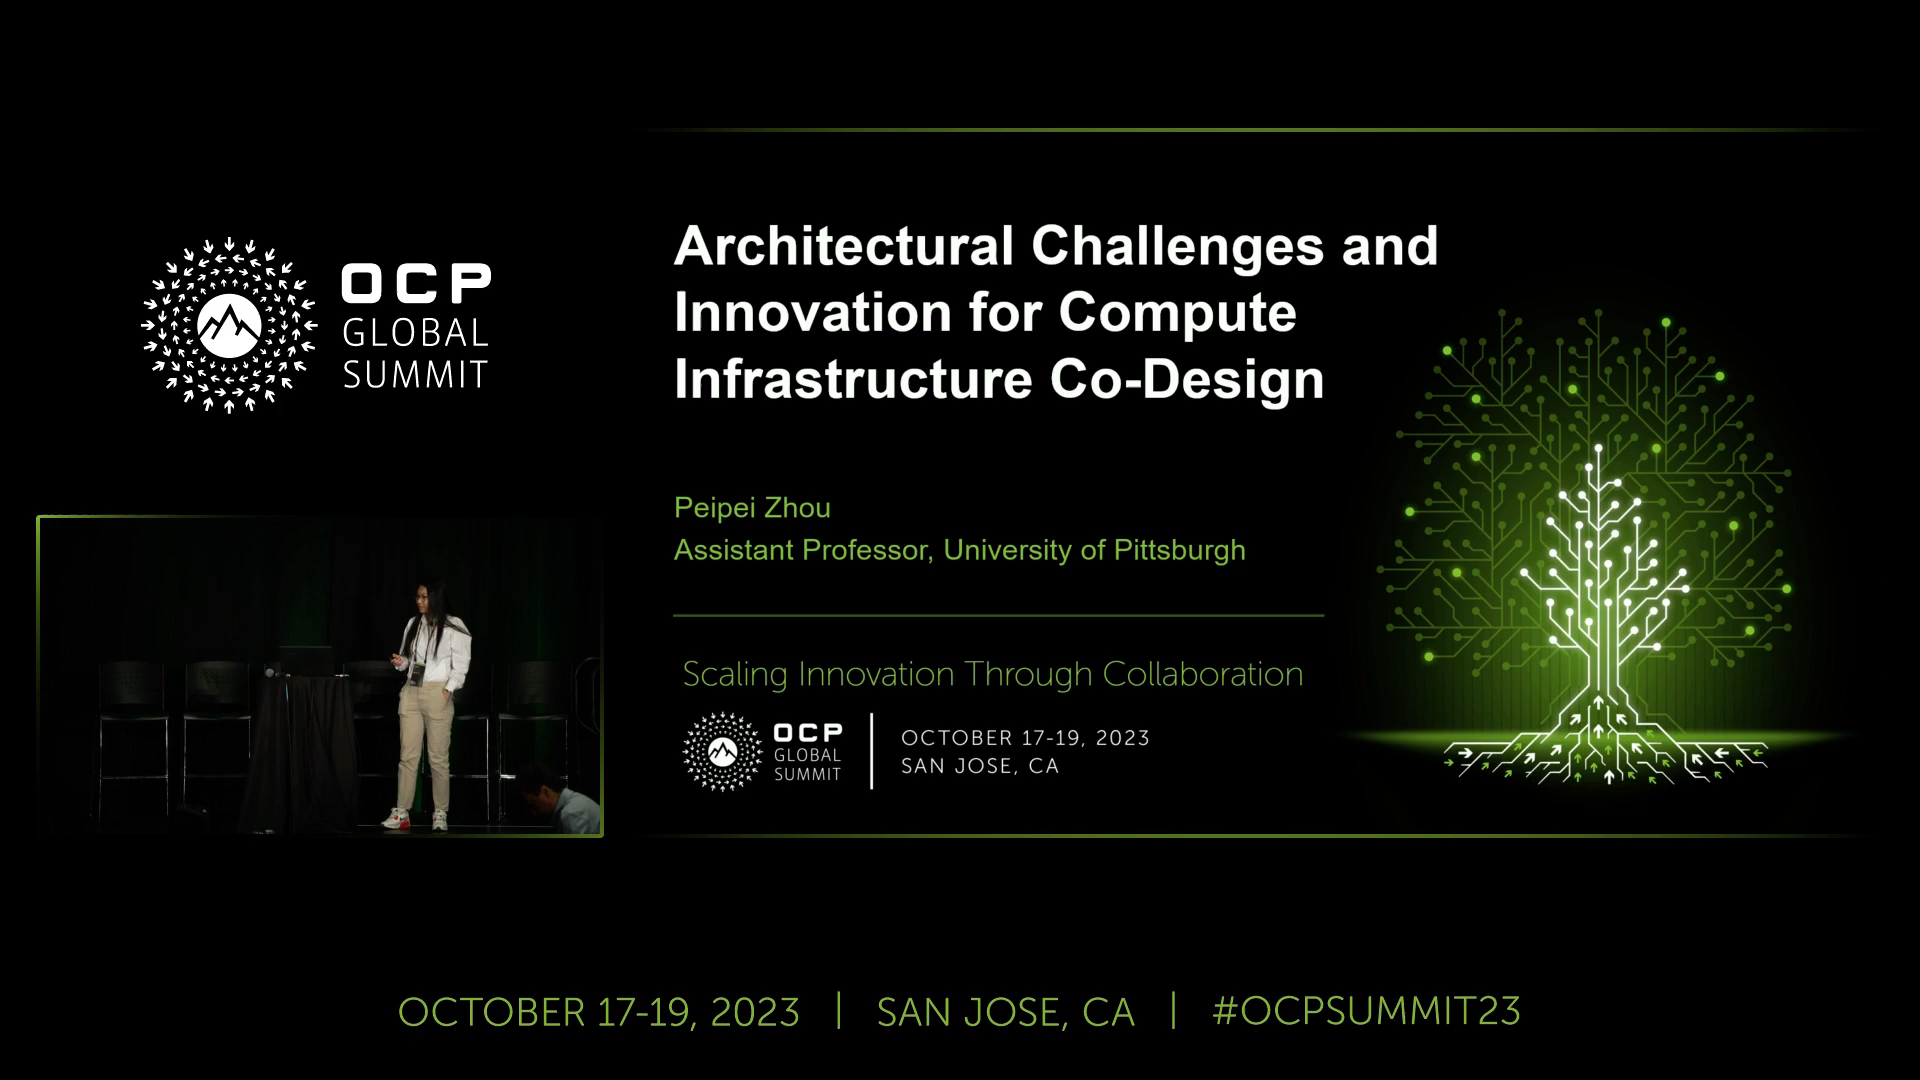 OCP
GLOBAL
SUMMIT
Architectural Challenges and
Innovation for Compute
Infrastructure Co-Design
Peipei Zhou
Assistant Professor, University of Pittsburgh
Scaling Innovation Through Collaboration
OCP
GLOBAL
SUMMIT
OCTOBER 17-19, 2023
SAN JOSE, CA
OCTOBER 17-19, 2023 | SAN JOSE, CA | #OCPSUMMIT23